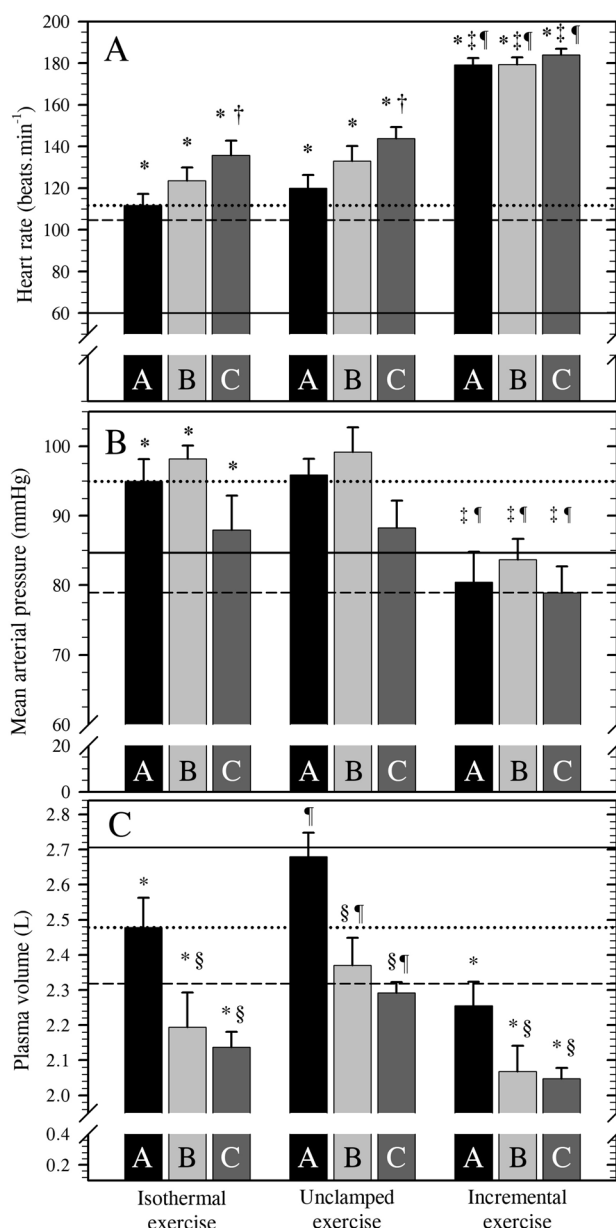 A
200
180
160
140
120
100
80
60
Heart rate (beats.min⁻¹)
* * * † * * * † * ‡ ¶ * ‡ ¶ * ‡ ¶
A B C A B C A B C
B
100
90
80
70
60
20
0
Mean arterial pressure (mmHg)
* * * ‡ ¶ ‡ ¶ ‡ ¶
A B C A B C A B C
C
2.8
2.7
2.6
2.5
2.4
2.3
2.2
2.1
2.0
0.4
0.2
Plasma volume (L)
* * § * § ¶ § ¶ § ¶ * * § * §
A B C A B C A B C
Isothermal exercise
Unclamped exercise
Incremental exercise